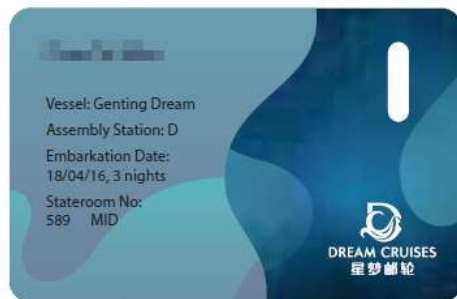 Vessel: Genting Dream
Assembly Station: D
Embarkation Date:
18/04/16, 3 nights
Stateroom No:
589 MID
DREAM CRUISES
星梦邮轮